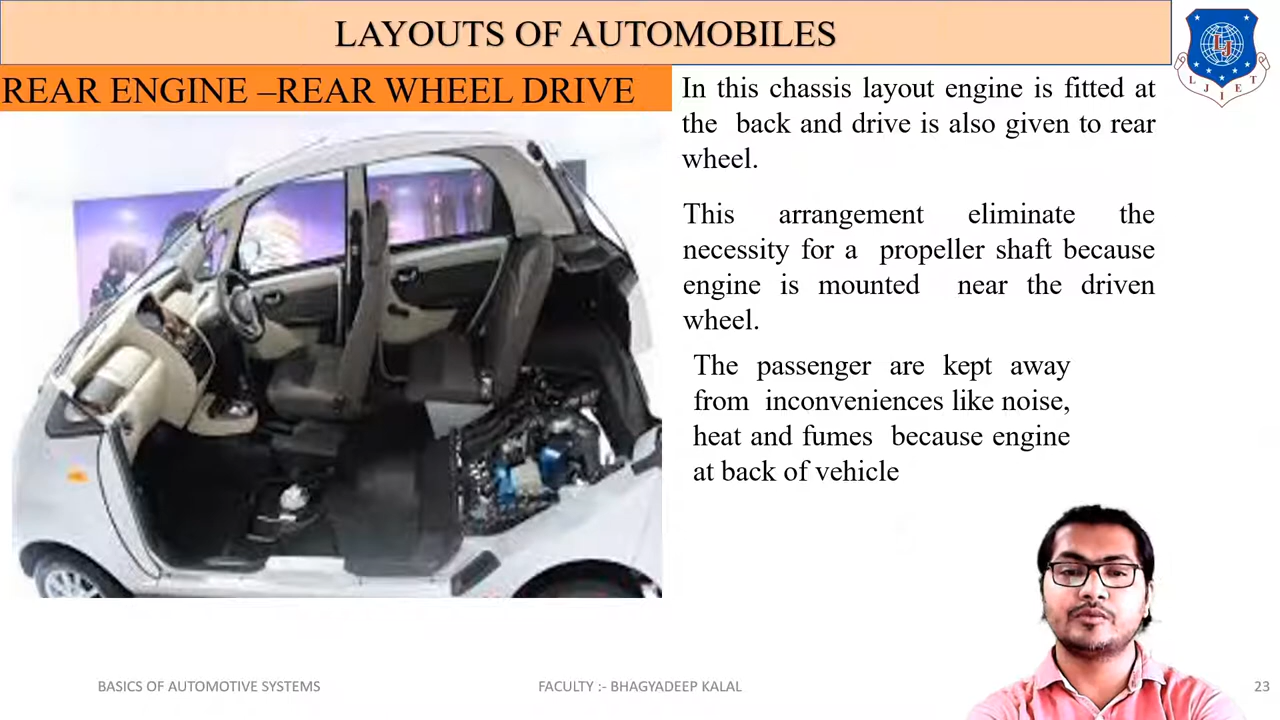 LAYOUTS OF AUTOMOBILES
REAR ENGINE –REAR WHEEL DRIVE
In this chassis layout engine is fitted at
the back and drive is also given to rear
wheel.
This arrangement eliminate the
necessity for a propeller shaft because
engine is mounted near the driven
wheel.
The passenger are kept away
from inconveniences like noise,
heat and fumes because engine
at back of vehicle
LJ
L J I E T
BASICS OF AUTOMOTIVE SYSTEMS
FACULTY :- BHAGYADEEP KALAL
23